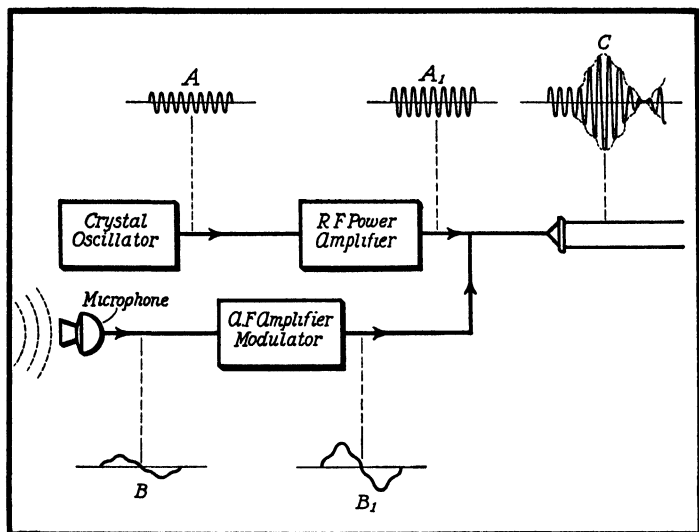 A
A1
C
Crystal
Oscillator
R F Power
Amplifier
Microphone
a.F Amplifier
Modulator
B
B1